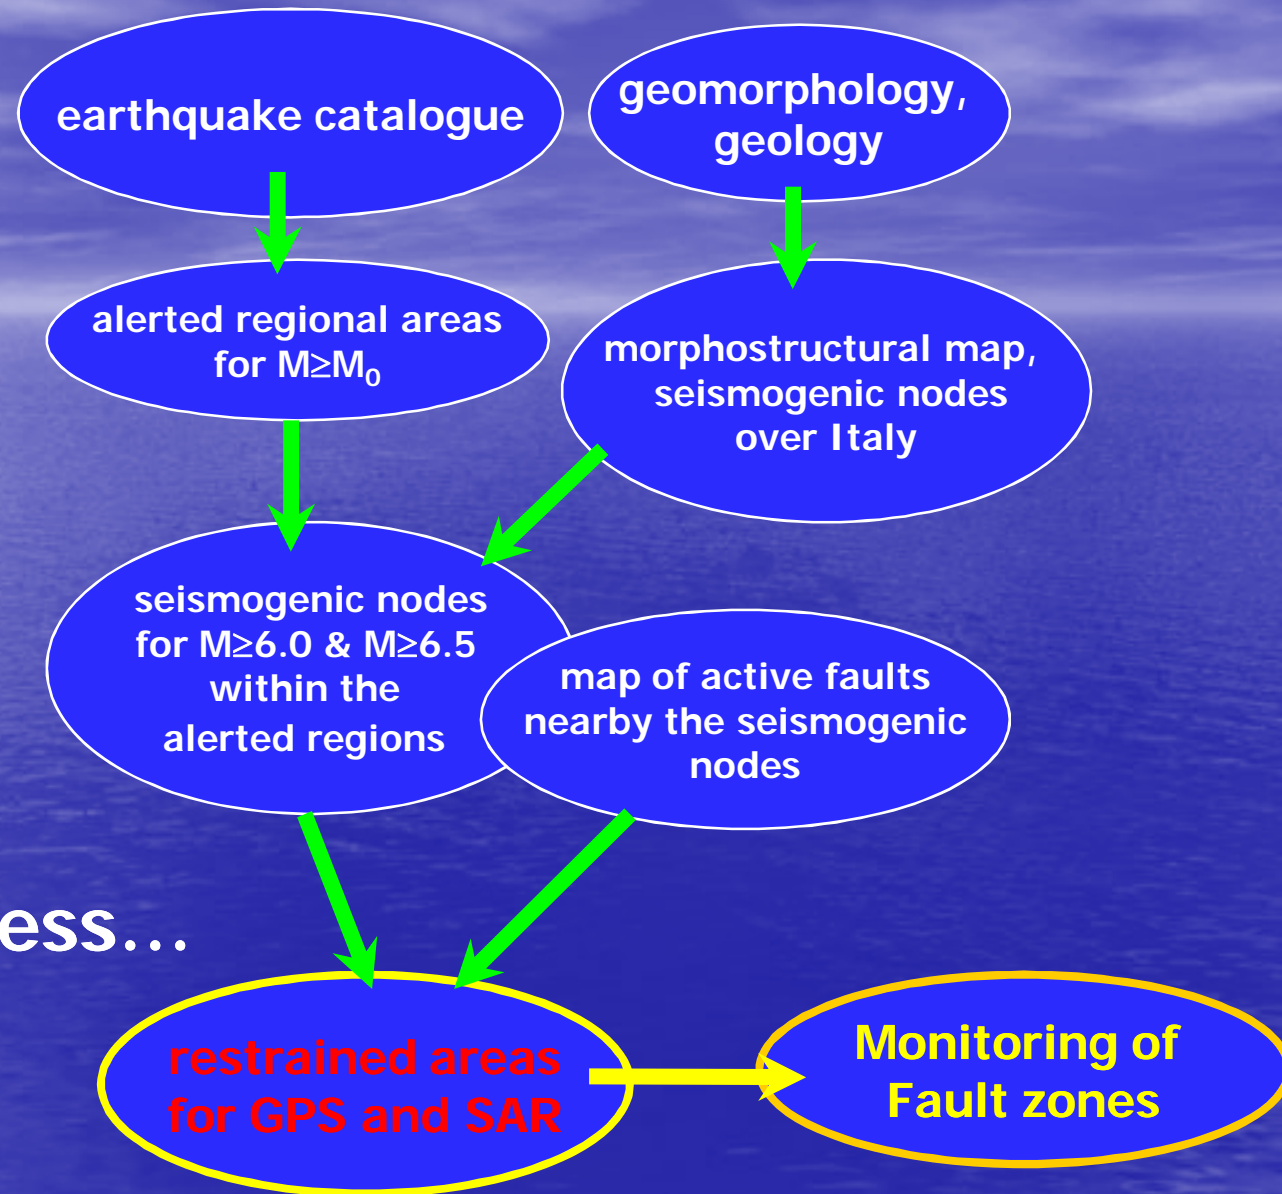 earthquake catalogue
geomorphology,
geology
alerted regional areas
for M≥M₀
morphostructural map,
seismogenic nodes
over Italy
seismogenic nodes
for M≥6.0 & M≥6.5
within the
alerted regions
map of active faults
nearby the seismogenic
nodes
ess...
restrained areas
for GPS and SAR
Monitoring of
Fault zones